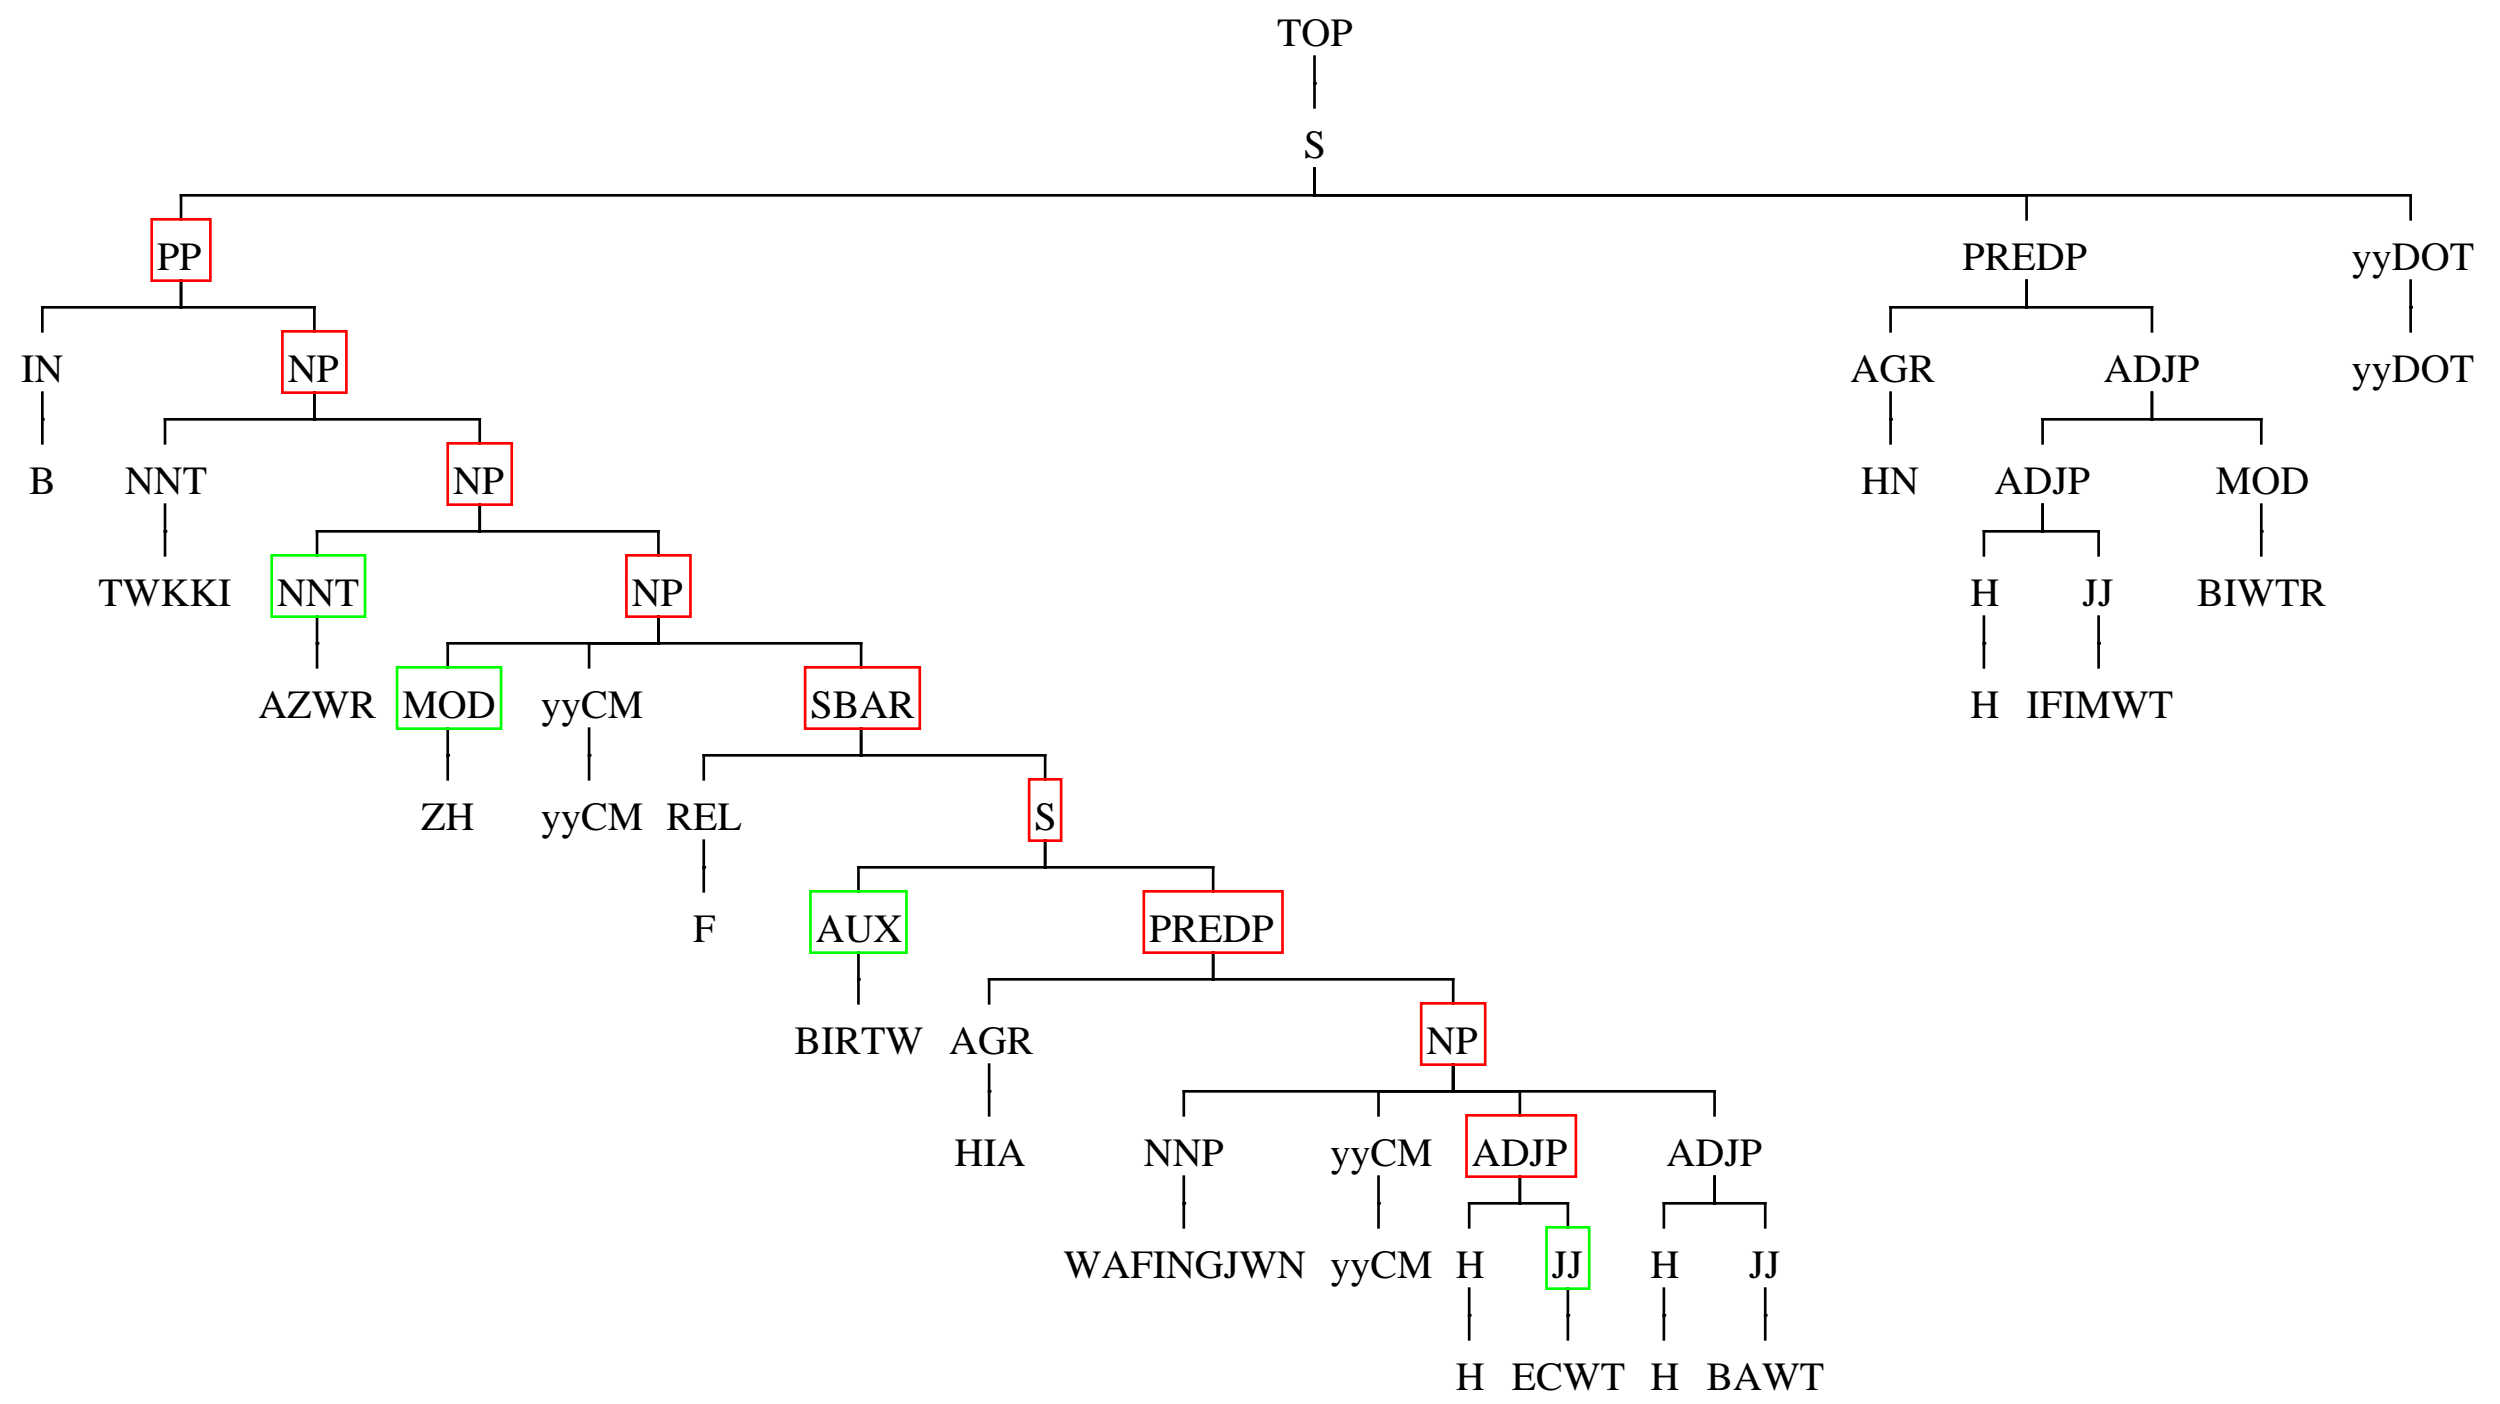 TOP
S
PP PREDP yyDOT
IN NP AGR ADJP yyDOT
B NNT NP HN ADJP MOD
TWKKI NNT NP H JJ BIWTR
AZWR MOD yyCM SBAR H IFIMWT
ZH yyCM REL S
F AUX PREDP
BIRTW AGR NP
HIA NNP yyCM ADJP ADJP
WAFINGJWN yyCM H JJ H JJ
H ECWT H BAWT